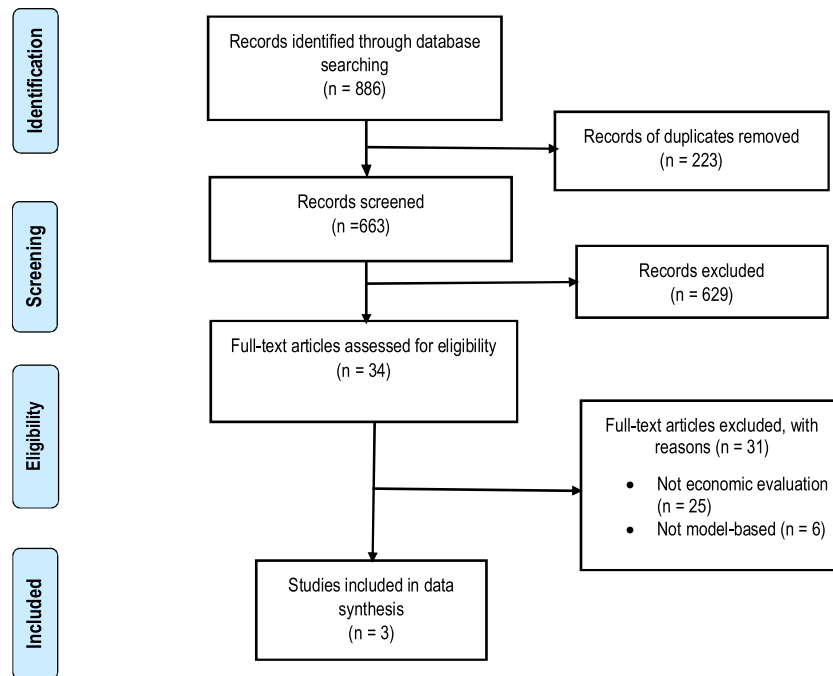 Identification
Records identified through database
searching
(n = 886)
Records of duplicates removed
(n = 223)
Screening
Records screened
(n =663)
Records excluded
(n = 629)
Full-text articles assessed for eligibility
(n = 34)
Eligibility
Full-text articles excluded, with
reasons (n = 31)
• Not economic evaluation
(n = 25)
• Not model-based (n = 6)
Included
Studies included in data
synthesis
(n = 3)